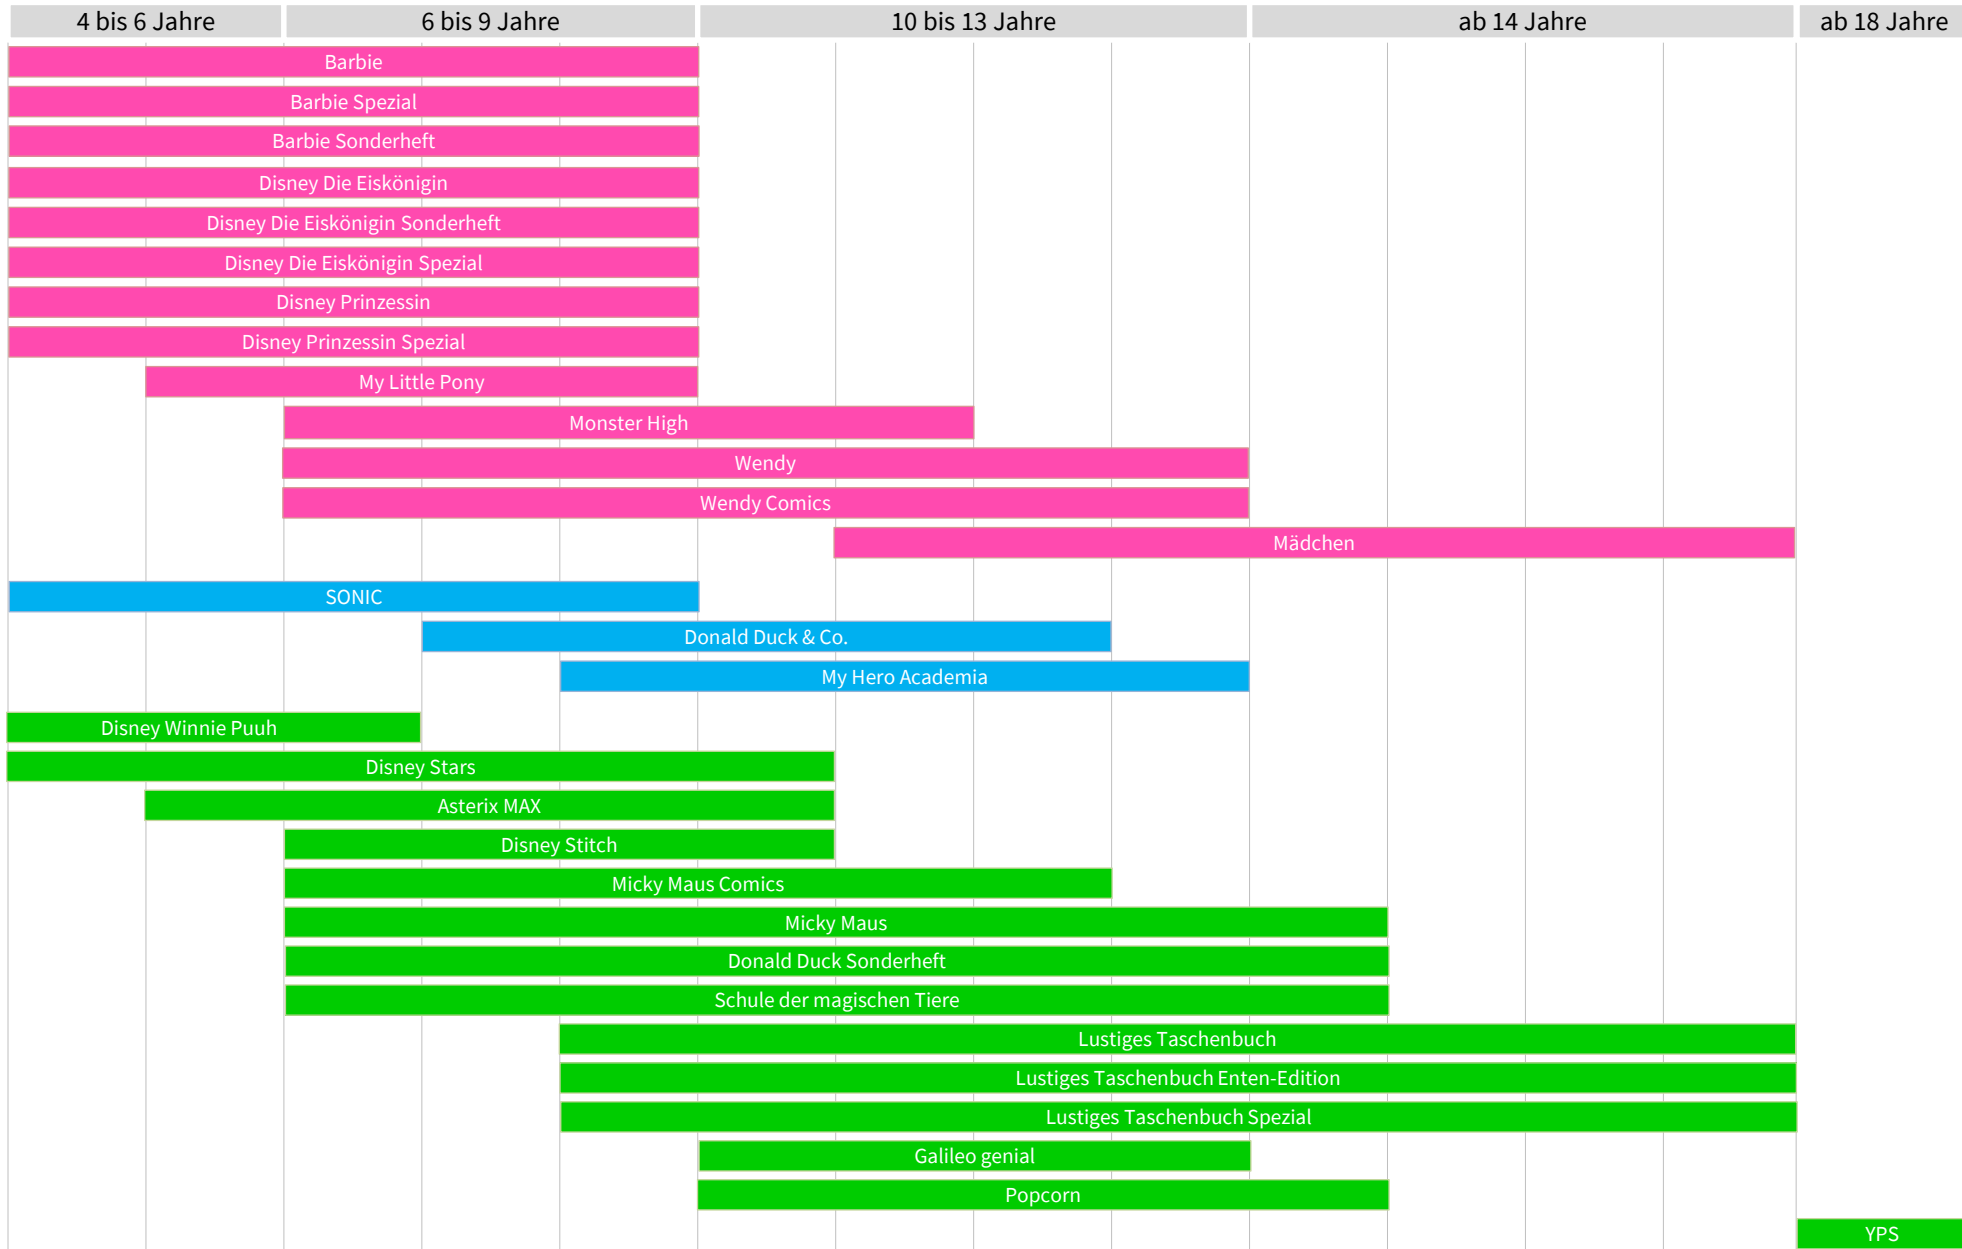 4 bis 6 Jahre
6 bis 9 Jahre
10 bis 13 Jahre
ab 14 Jahre
ab 18 Jahre
Barbie
Barbie Spezial
Barbie Sonderheft
Disney Die Eiskönigin
Disney Die Eiskönigin Sonderheft
Disney Die Eiskönigin Spezial
Disney Prinzessin
Disney Prinzessin Spezial
My Little Pony
Monster High
Wendy
Wendy Comics
Mädchen
SONIC
Donald Duck & Co.
My Hero Academia
Disney Winnie Puuh
Disney Stars
Asterix MAX
Disney Stitch
Micky Maus Comics
Micky Maus
Donald Duck Sonderheft
Schule der magischen Tiere
Lustiges Taschenbuch
Lustiges Taschenbuch Enten-Edition
Lustiges Taschenbuch Spezial
Galileo genial
Popcorn
YPS